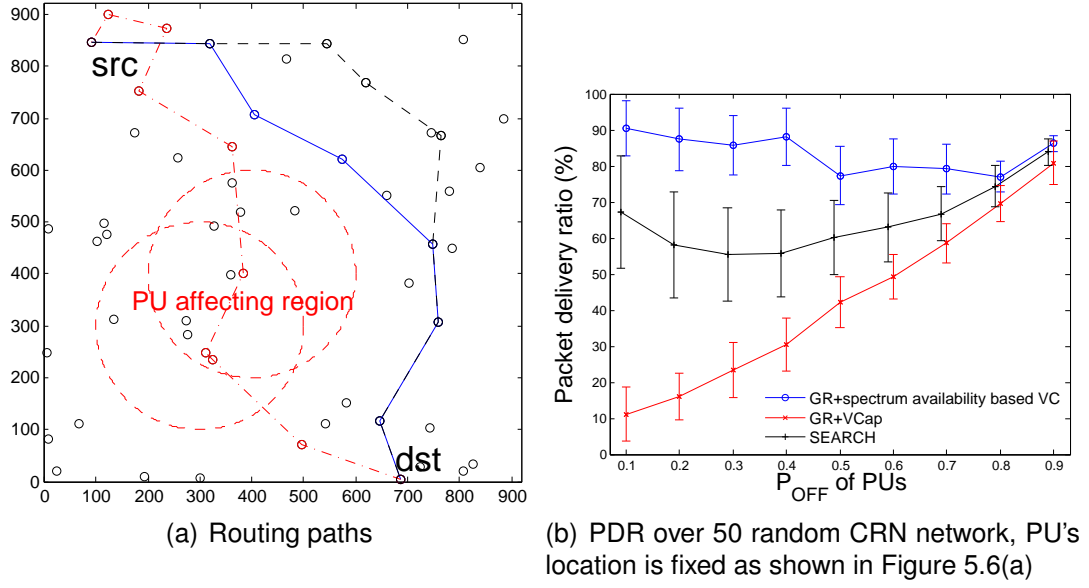 900
800
700
600
500
400
300
200
100
0
0 100 200 300 400 500 600 700 800 900
src
PU affecting region
dst
(a) Routing paths
Packet delivery ratio (%)
100
90
80
70
60
50
40
30
20
10
0
GR+spectrum availability based VC
GR+VCap
SEARCH
0.1 0.2 0.3 0.4 0.5 0.6 0.7 0.8 0.9
P_OFF of PUs
(b) PDR over 50 random CRN network, PU's
location is fixed as shown in Figure 5.6(a)